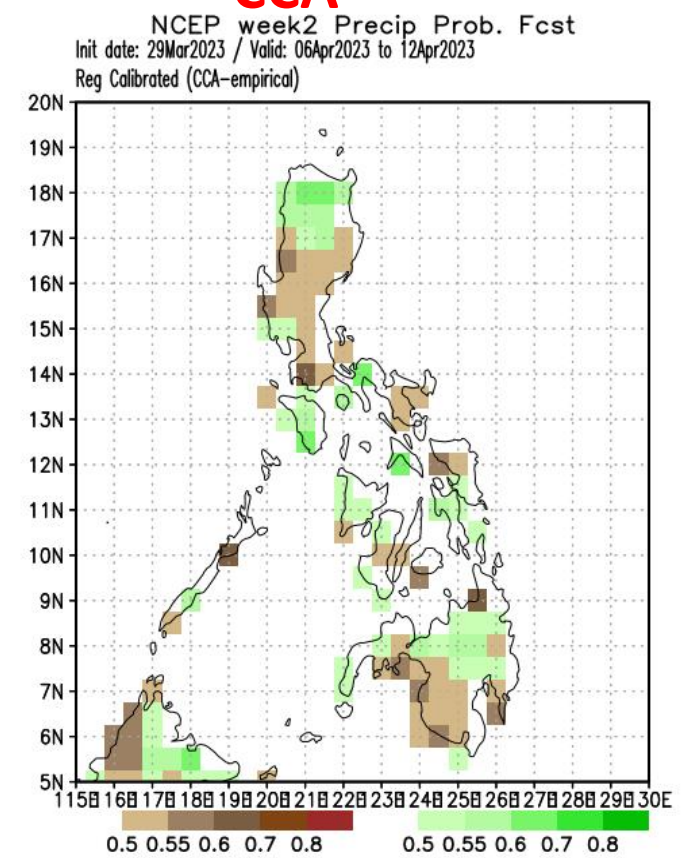 CCA
NCEP week2 Precip Prob. Fcst
Init date: 29Mar2023 / Valid: 06Apr2023 to 12Apr2023
Reg Calibrated (CCA-empirical)
20N
19N
18N
17N
16N
15N
14N
13N
12N
11N
10N
9N
8N
7N
6N
5N
115E 116E 117E 118E 119E 120E 121E 122E 123E 124E 125E 126E 127E 128E 129E 130E
0.5 0.55 0.6 0.7 0.8 0.5 0.55 0.6 0.7 0.8